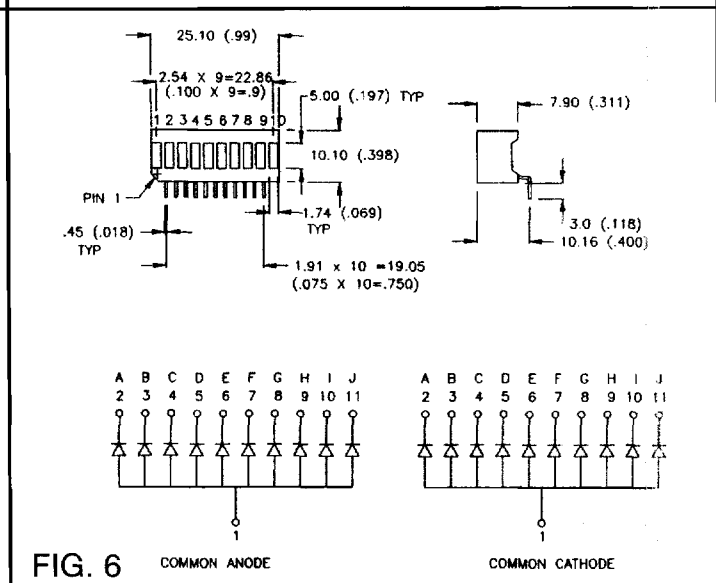 25.10 (.99)
2.54 X 9=22.86
(.100 X 9=.9)
5.00 (.197) TYP
7.90 (.311)
1 2 3 4 5 6 7 8 9 10
10.10 (.398)
PIN 1
1.74 (.069)
TYP
.45 (.018)
TYP
3.0 (.118)
10.16 (.400)
1.91 x 10 =19.05
(.075 X 10=.750)
A B C D E F G H I J
2 3 4 5 6 7 8 9 10 11
1
COMMON ANODE
A B C D E F G H I J
2 3 4 5 6 7 8 9 10 11
1
COMMON CATHODE
FIG. 6